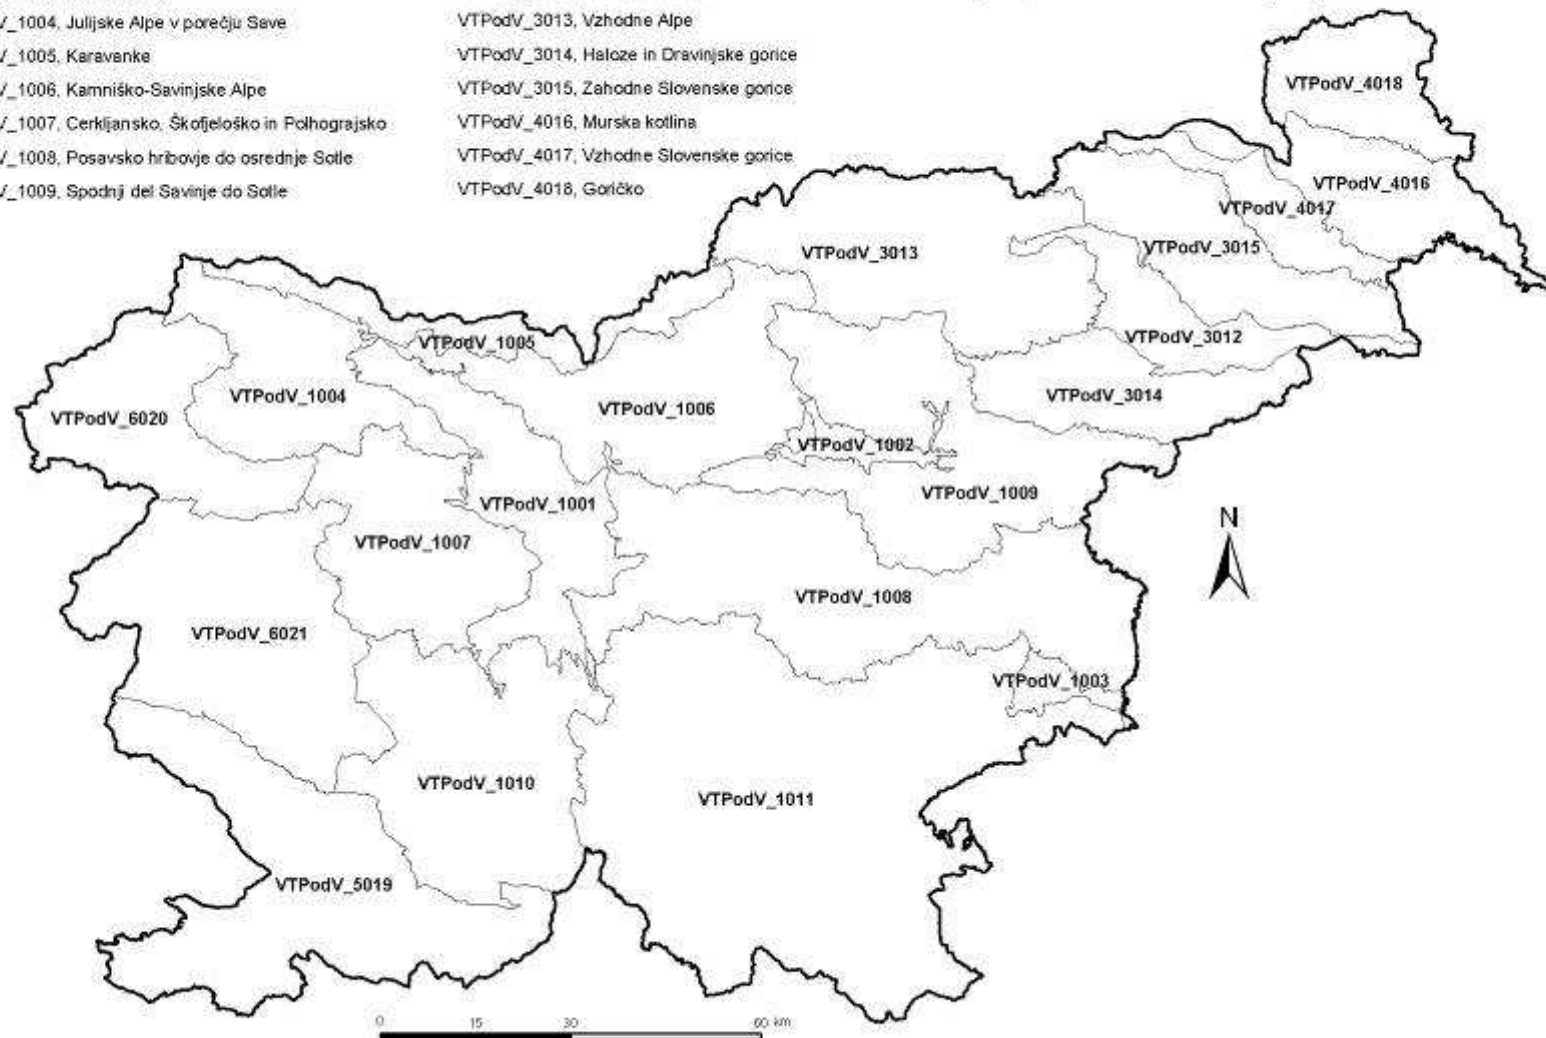 V_1004, Julijske Alpe v porečju Save
V_1005, Karavanke
V_1006, Kamniško-Savinjske Alpe
V_1007, Cerkljansko, Škofjeloško in Polhograjsko
V_1008, Posavsko hribovje do osrednje Sotle
V_1009, Spodnji del Savinje do Sotle
VTPodV_3013, Vzhodne Alpe
VTPodV_3014, Haloze in Dravinjske gorice
VTPodV_3015, Zahodne Slovenske gorice
VTPodV_4016, Murska kotlina
VTPodV_4017, Vzhodne Slovenske gorice
VTPodV_4018, Goričko
VTPodV_4018
VTPodV_4016
VTPodV_4017
VTPodV_3015
VTPodV_3013
VTPodV_3012
VTPodV_1005
VTPodV_1004
VTPodV_3014
VTPodV_1006
VTPodV_6020
VTPodV_1002
VTPodV_1009
VTPodV_1001
N
VTPodV_1007
VTPodV_1008
VTPodV_6021
VTPodV_1003
VTPodV_1010
VTPodV_1011
VTPodV_5019
0 15 30 60 km